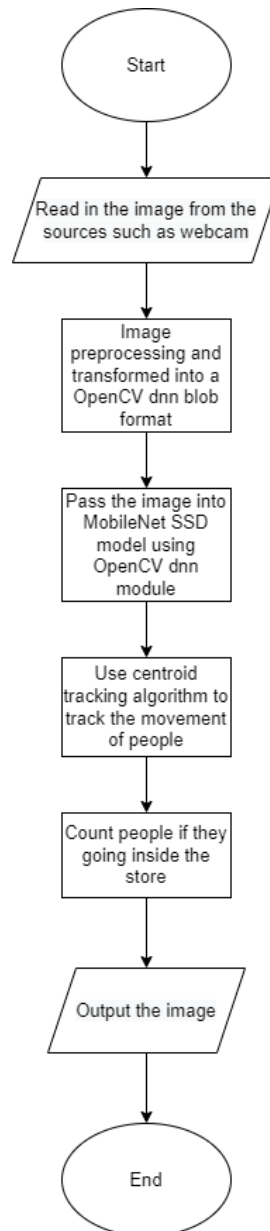 Start
Read in the image from the
sources such as webcam
Image
preprocessing and
transformed into a
OpenCV dnn blob
format
Pass the image into
MobileNet SSD
model using
OpenCV dnn
module
Use centroid
tracking algorithm to
track the movement
of people
Count people if they
going inside the
store
Output the image
End